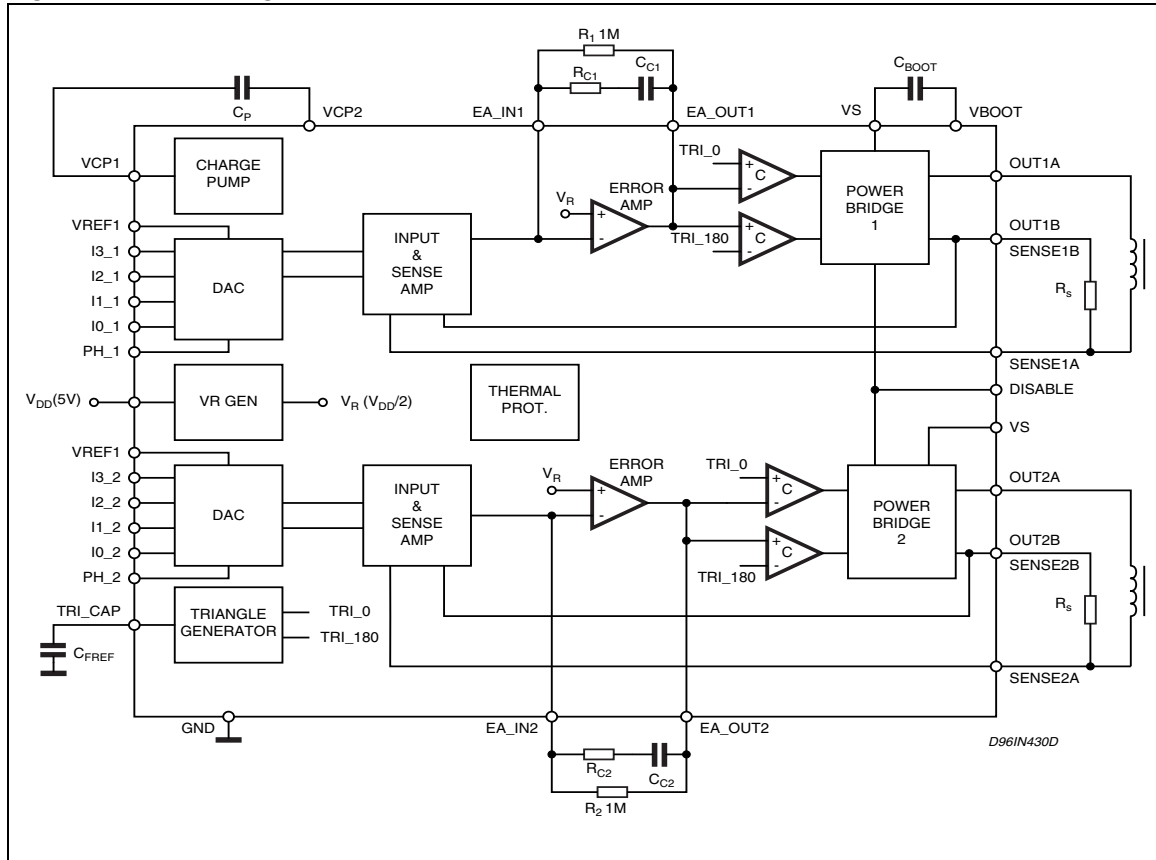 R1 1M
RC1
CC1
CBOOT
CP
VCP2
EA_IN1
EA_OUT1
VS
VBOOT
VCP1
CHARGE
PUMP
TRI_0
+
C
-
POWER
BRIDGE
1
OUT1A
VREF1
I3_1
I2_1
I1_1
I0_1
PH_1
DAC
INPUT
&
SENSE
AMP
VR
+
-
ERROR
AMP
TRI_180
+
C
-
OUT1B
SENSE1B
Rs
SENSE1A
VDD(5V)
VR GEN
VR (VDD/2)
THERMAL
PROT.
DISABLE
VS
VREF1
I3_2
I2_2
I1_2
I0_2
PH_2
DAC
INPUT
&
SENSE
AMP
VR
+
-
ERROR
AMP
TRI_0
+
C
-
TRI_180
+
C
-
POWER
BRIDGE
2
OUT2A
OUT2B
SENSE2B
Rs
SENSE2A
TRI_CAP
TRIANGLE
GENERATOR
TRI_0
TRI_180
CFREF
GND
EA_IN2
EA_OUT2
RC2
CC2
R2 1M
D96IN430D